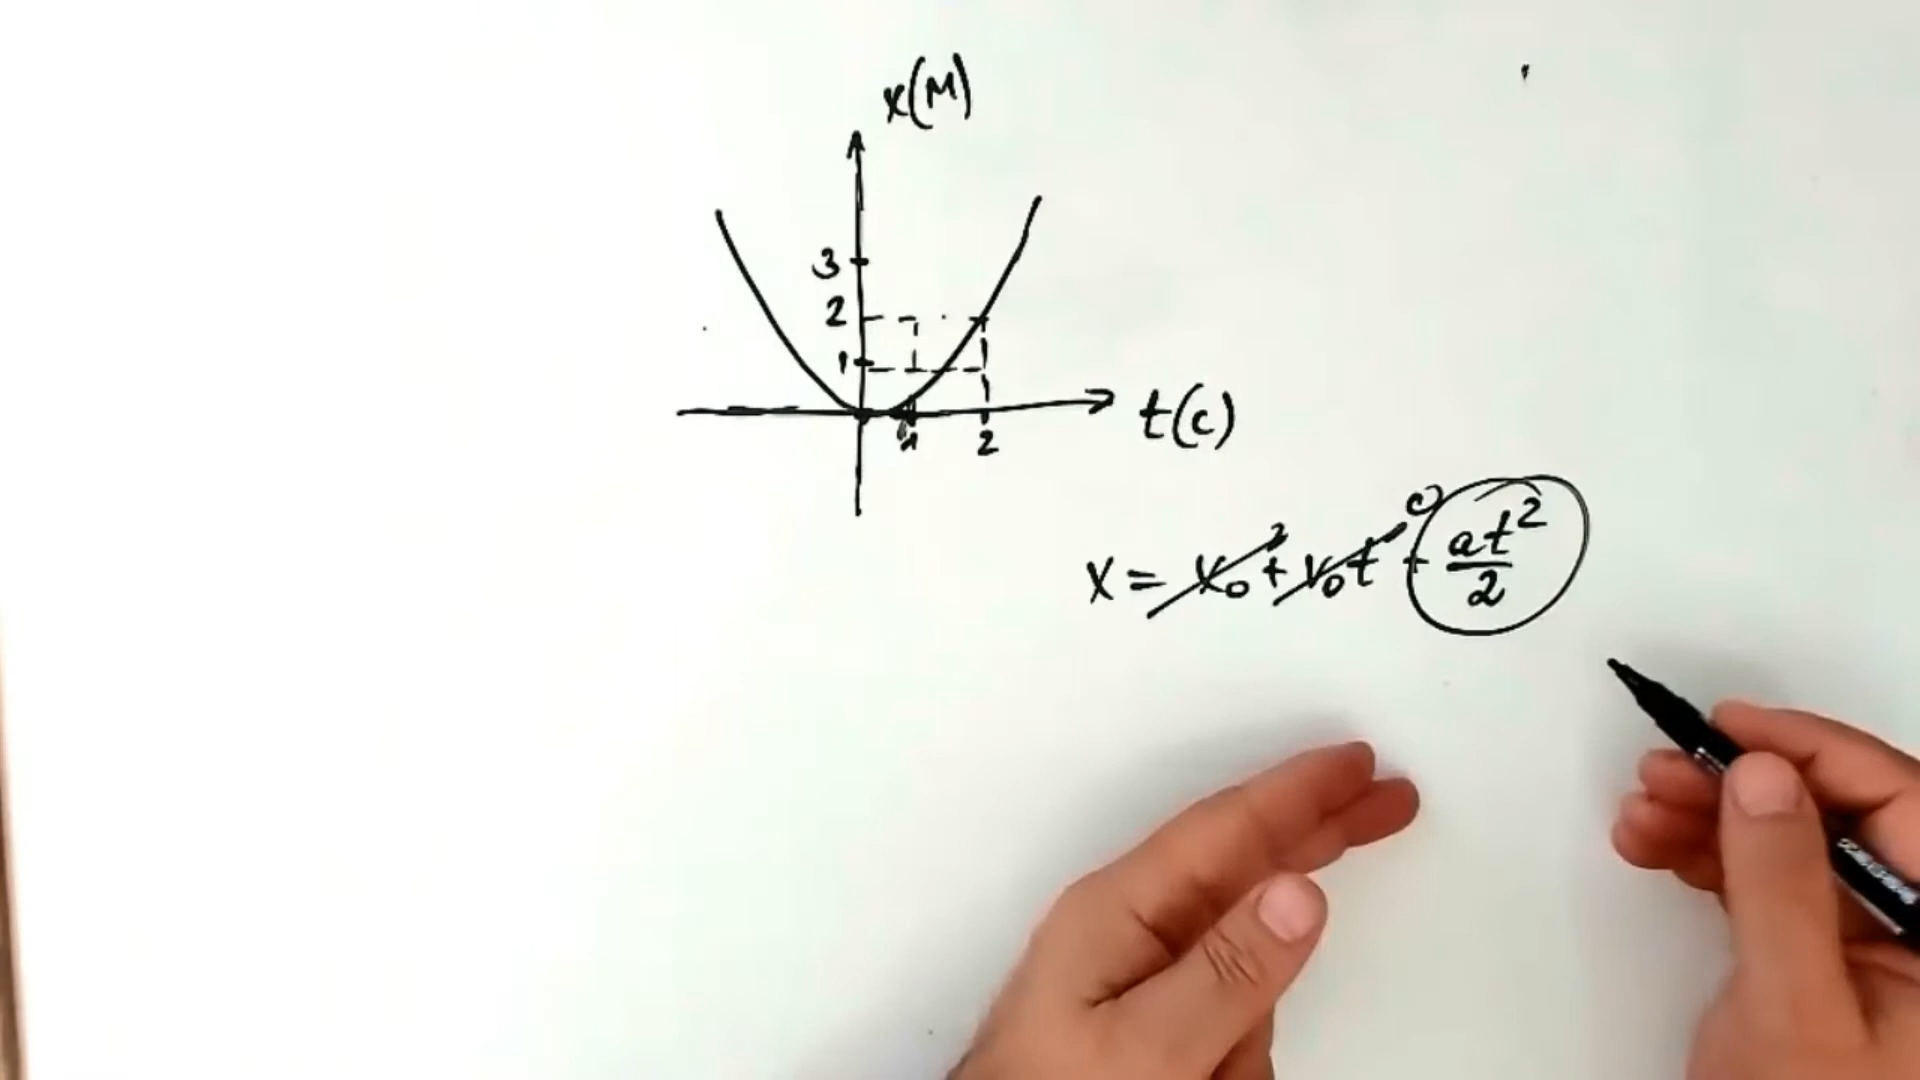 x(м)
3
2
1
1 2
t(c)
x = x₀ + v₀t + at²/2